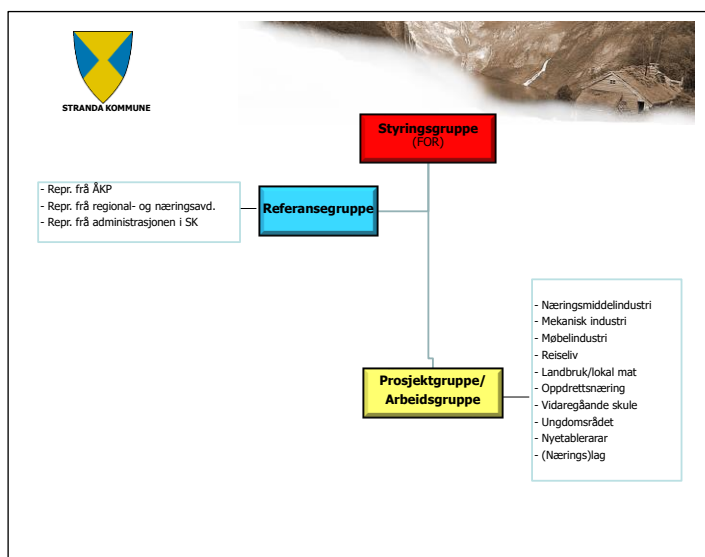 STRANDA KOMMUNE
Styringsgruppe
(FOR)
- Repr. frå ÅKP
- Repr. frå regional- og næringsavd.
- Repr. frå administrasjonen i SK
Referansegruppe
- Næringsmiddelindustri
- Mekanisk industri
- Møbelindustri
- Reiseliv
- Landbruk/lokal mat
- Oppdrettsnæring
- Vidaregåande skule
- Ungdomsrådet
- Nyetablerarar
- (Nærings)lag
Prosjektgruppe/
Arbeidsgruppe